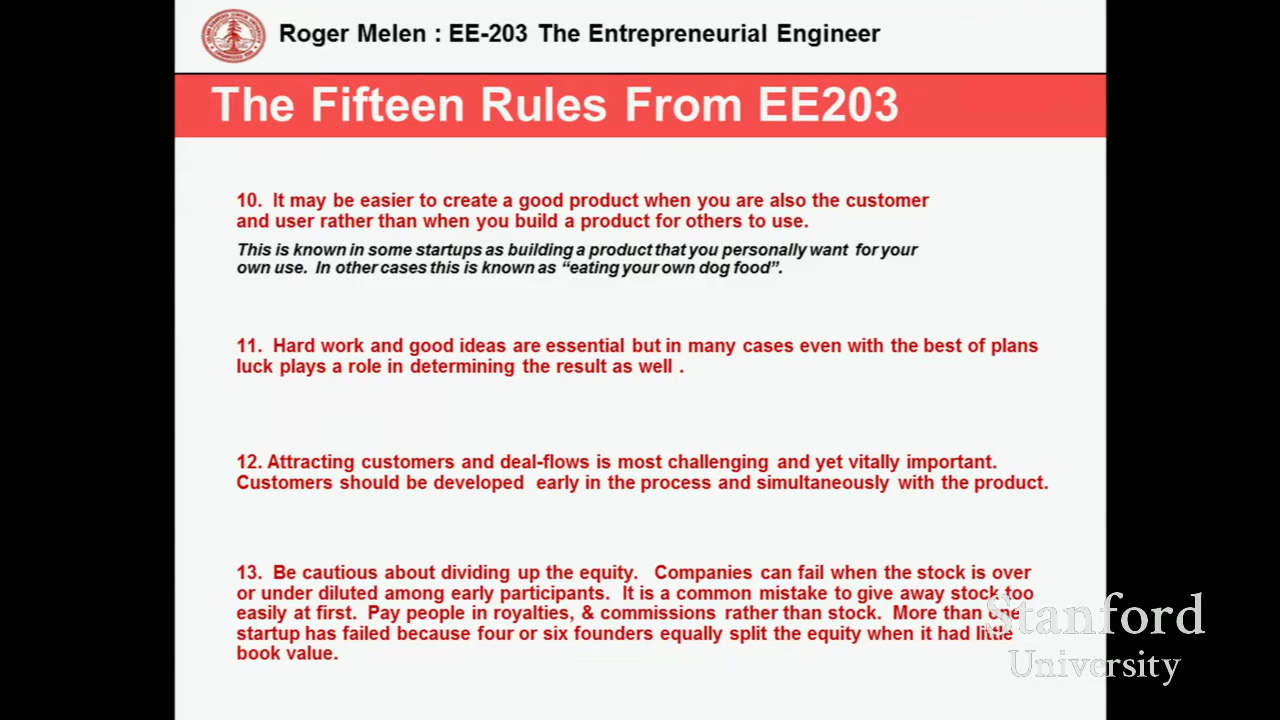 Roger Melen : EE-203 The Entrepreneurial Engineer
The Fifteen Rules From EE203
10. It may be easier to create a good product when you are also the customer
and user rather than when you build a product for others to use.
This is known in some startups as building a product that you personally want for your
own use. In other cases this is known as “eating your own dog food”.
11. Hard work and good ideas are essential but in many cases even with the best of plans
luck plays a role in determining the result as well .
12. Attracting customers and deal-flows is most challenging and yet vitally important.
Customers should be developed early in the process and simultaneously with the product.
13. Be cautious about dividing up the equity. Companies can fail when the stock is over
or under diluted among early participants. It is a common mistake to give away stock too
easily at first. Pay people in royalties, & commissions rather than stock. More than one
startup has failed because four or six founders equally split the equity when it had little
book value.
Stanford
University